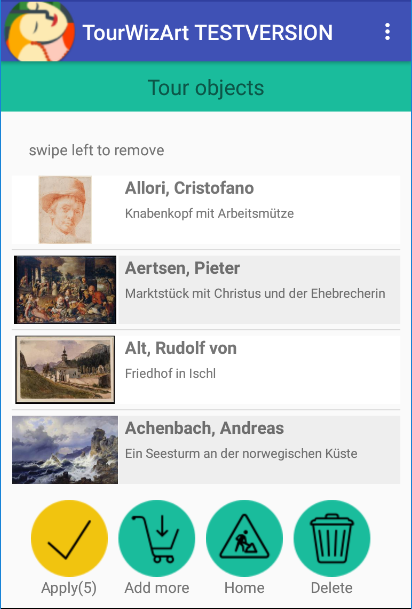 TourWizArt TESTVERSION
Tour objects
swipe left to remove
Allori, Cristofano
Knabenkopf mit Arbeitsmütze
Aertsen, Pieter
Marktstück mit Christus und der Ehebrecherin
Alt, Rudolf von
Friedhof in Ischl
Achenbach, Andreas
Ein Seesturm an der norwegischen Küste
Apply(5) Add more Home Delete